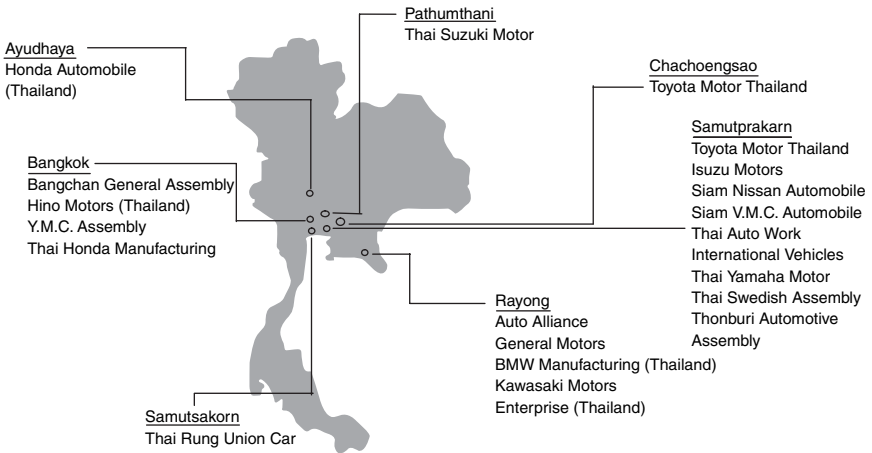 Pathumthani
Thai Suzuki Motor
Ayudhaya
Honda Automobile
(Thailand)
Chachoengsao
Toyota Motor Thailand
Samutprakarn
Toyota Motor Thailand
Isuzu Motors
Siam Nissan Automobile
Siam V.M.C. Automobile
Thai Auto Work
International Vehicles
Thai Yamaha Motor
Thai Swedish Assembly
Thonburi Automotive
Assembly
Bangkok
Bangchan General Assembly
Hino Motors (Thailand)
Y.M.C. Assembly
Thai Honda Manufacturing
Rayong
Auto Alliance
General Motors
BMW Manufacturing (Thailand)
Kawasaki Motors
Enterprise (Thailand)
Samutsakorn
Thai Rung Union Car